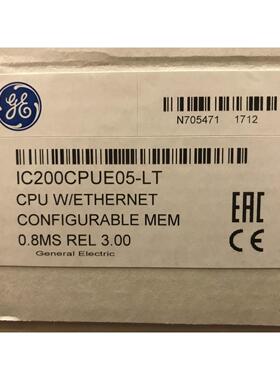 GE
N705471 1712
IC200CPUE05-LT
CPU W/ETHERNET
CONFIGURABLE MEM
0.8MS REL 3.00
General Electric
EAC
CE